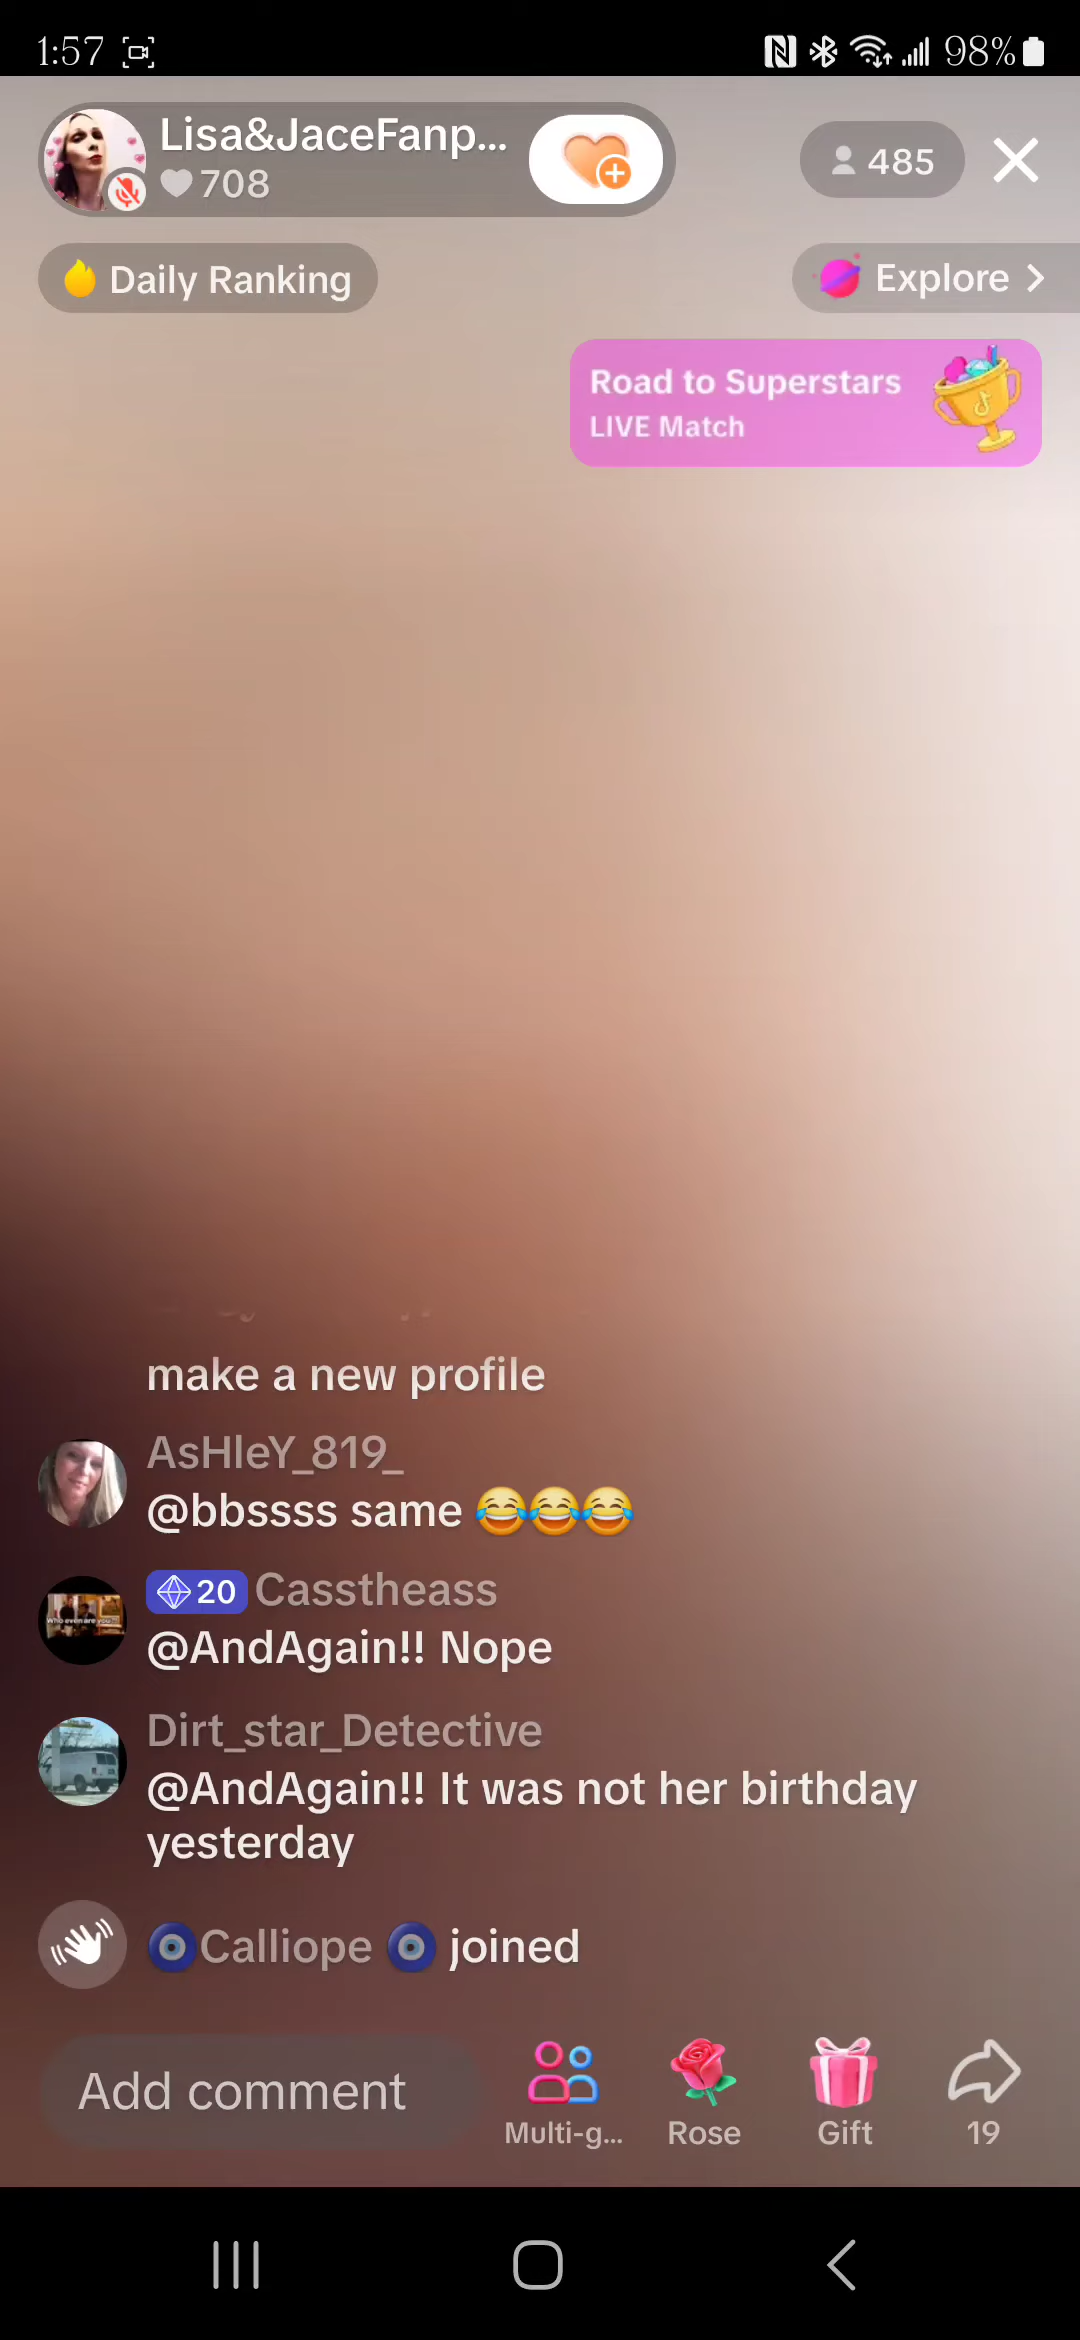 1:57
98%
Lisa&JaceFanp...
708
485
Daily Ranking
Explore
Road to Superstars
LIVE Match
make a new profile
AsHleY_819_
@bbssss same 😂😂😂
20 Casstheass
@AndAgain!! Nope
Dirt_star_Detective
@AndAgain!! It was not her birthday
yesterday
🧿Calliope 🧿 joined
Add comment
Multi-g...
Rose
Gift
19